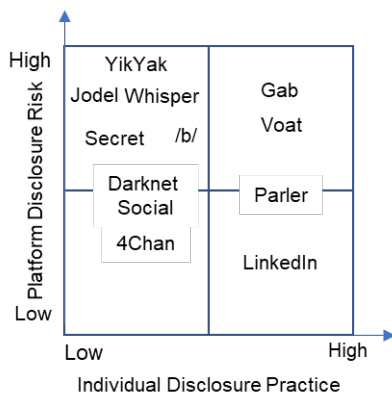 High
Platform Disclosure Risk
Low
YikYak
Jodel Whisper
Secret /b/
Gab
Voat
Darknet
Social
4Chan
Parler
LinkedIn
Low
High
Individual Disclosure Practice